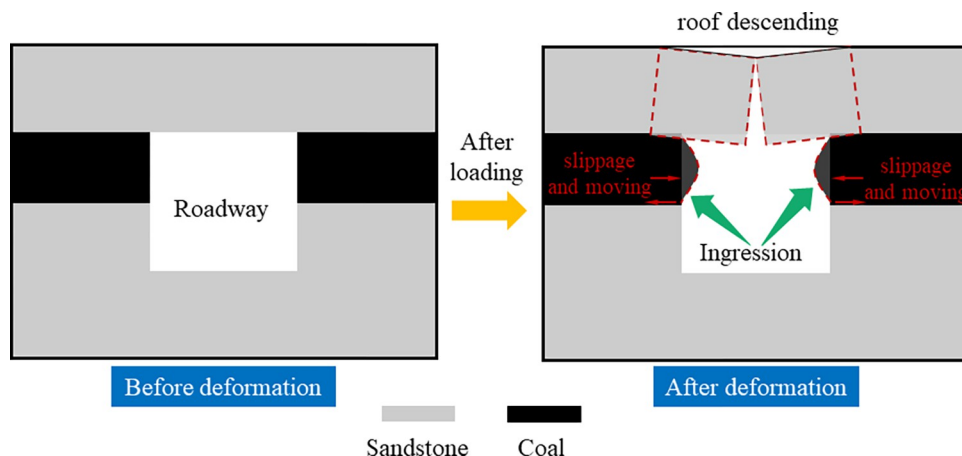 roof descending
After
loading
Roadway
slippage
and moving
slippage
and moving
Ingression
Before deformation
After deformation
Sandstone
Coal